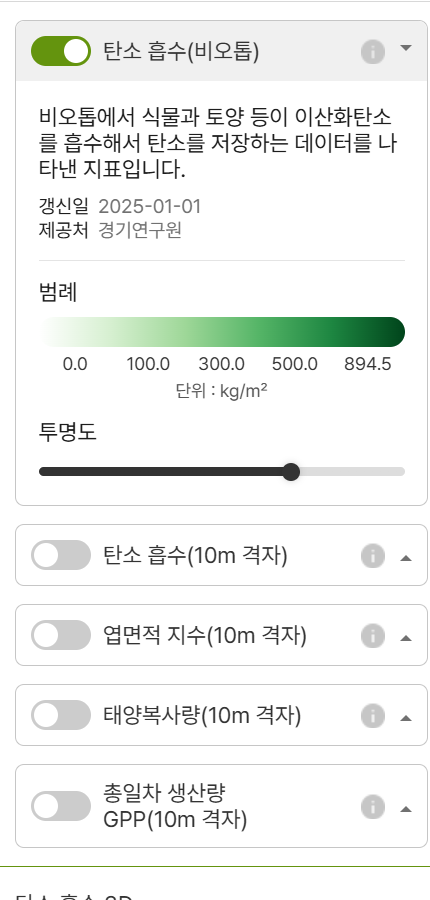 탄소 흡수(비오톱)
비오톱에서 식물과 토양 등이 이산화탄소
를 흡수해서 탄소를 저장하는 데이터를 나
타낸 지표입니다.
갱신일 2025-01-01
제공처 경기연구원
범례
0.0 100.0 300.0 500.0 894.5
단위 : kg/m²
투명도
탄소 흡수(10m 격자)
엽면적 지수(10m 격자)
태양복사량(10m 격자)
총일차 생산량
GPP(10m 격자)